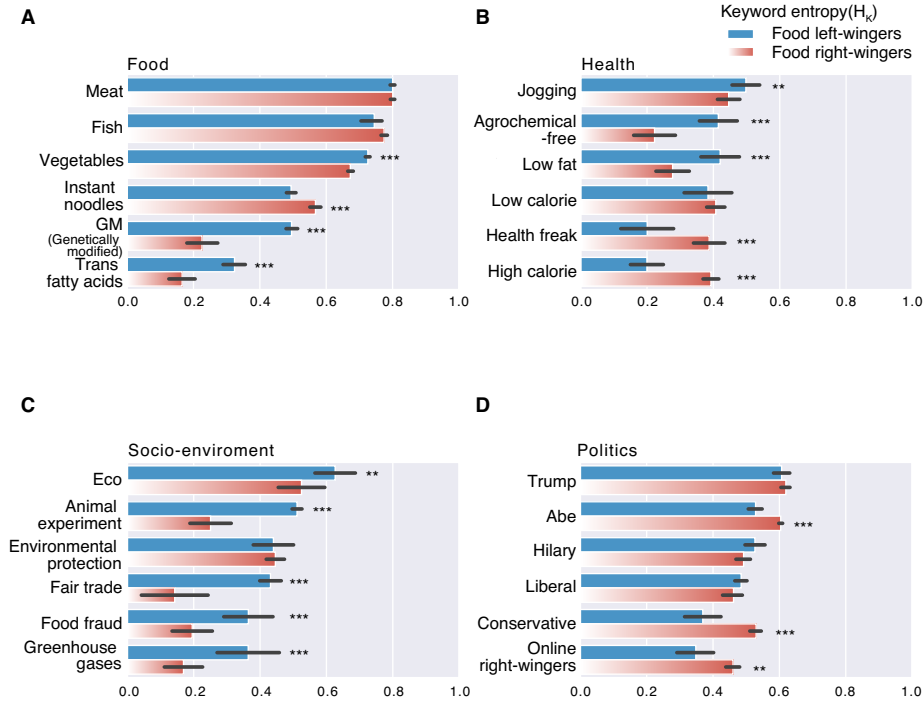 A
B
Keyword entropy(H_K)
Food left-wingers
Food right-wingers
Food
Meat
Fish
Vegetables
***
Instant
noodles
***
GM
(Genetically
modified)
***
Trans
fatty acids
***
0.0 0.2 0.4 0.6 0.8 1.0
Health
Jogging
**
Agrochemical
-free
***
Low fat
***
Low calorie
Health freak
***
High calorie
***
0.0 0.2 0.4 0.6 0.8 1.0
C
Socio-enviroment
Eco
**
Animal
experiment
***
Environmental
protection
Fair trade
***
Food fraud
***
Greenhouse
gases
***
0.0 0.2 0.4 0.6 0.8 1.0
D
Politics
Trump
Abe
***
Hilary
Liberal
Conservative
***
Online
right-wingers
**
0.0 0.2 0.4 0.6 0.8 1.0